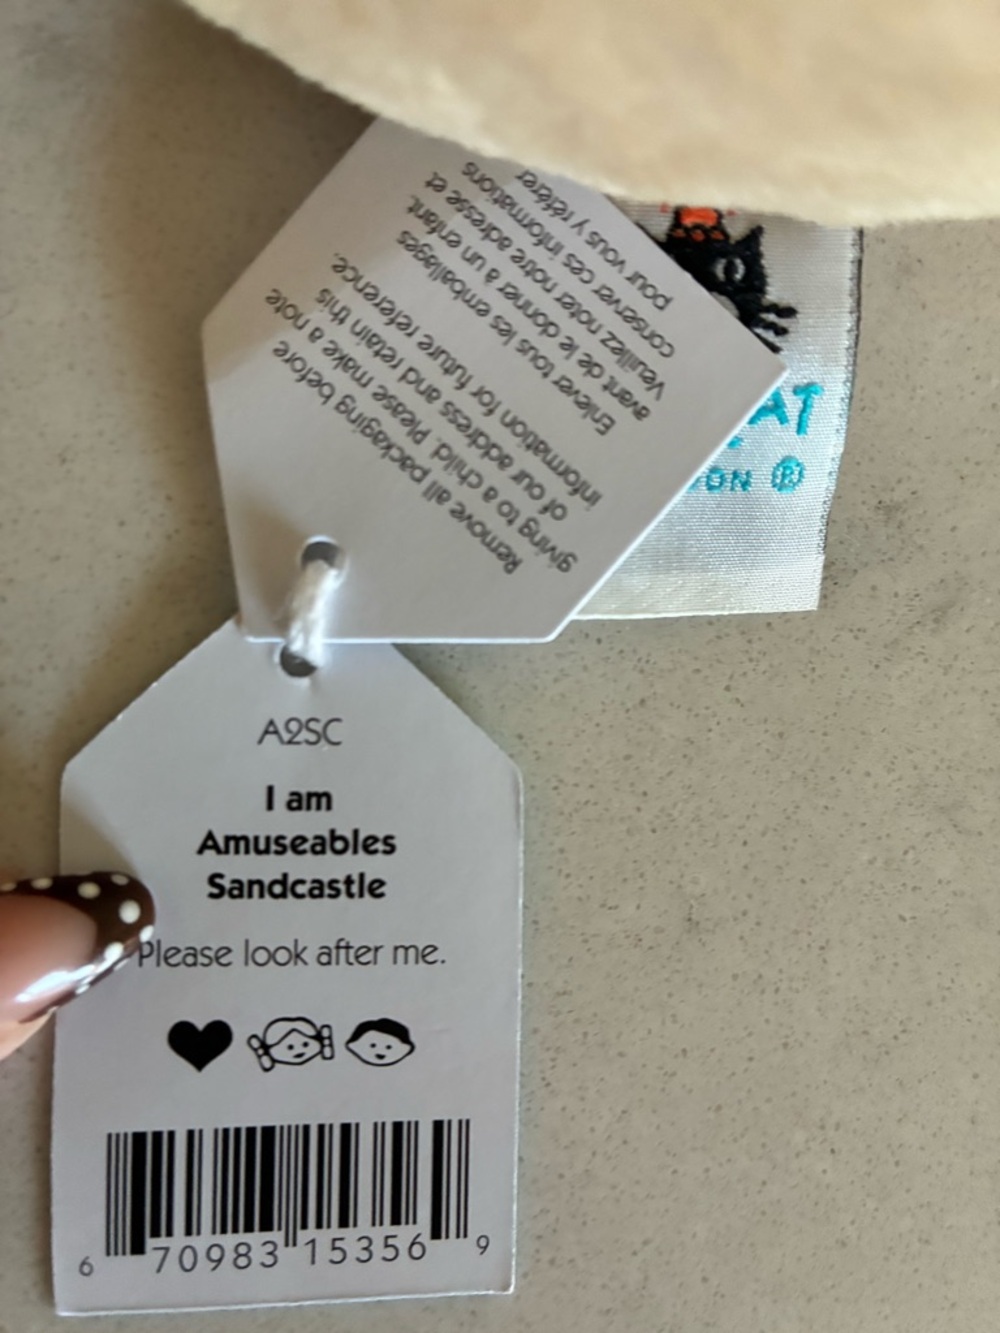 Remove all packaging before
giving to a child. Please make a note
of our address and retain this
information for future reference.
Enlever tous les emballages
avant de le donner à un enfant.
Veuillez noter notre adresse et
conserver ces informations
pour vous y référer
AT
ON ®
A2SC
I am
Amuseables
Sandcastle
Please look after me.
6 70983 15356 9